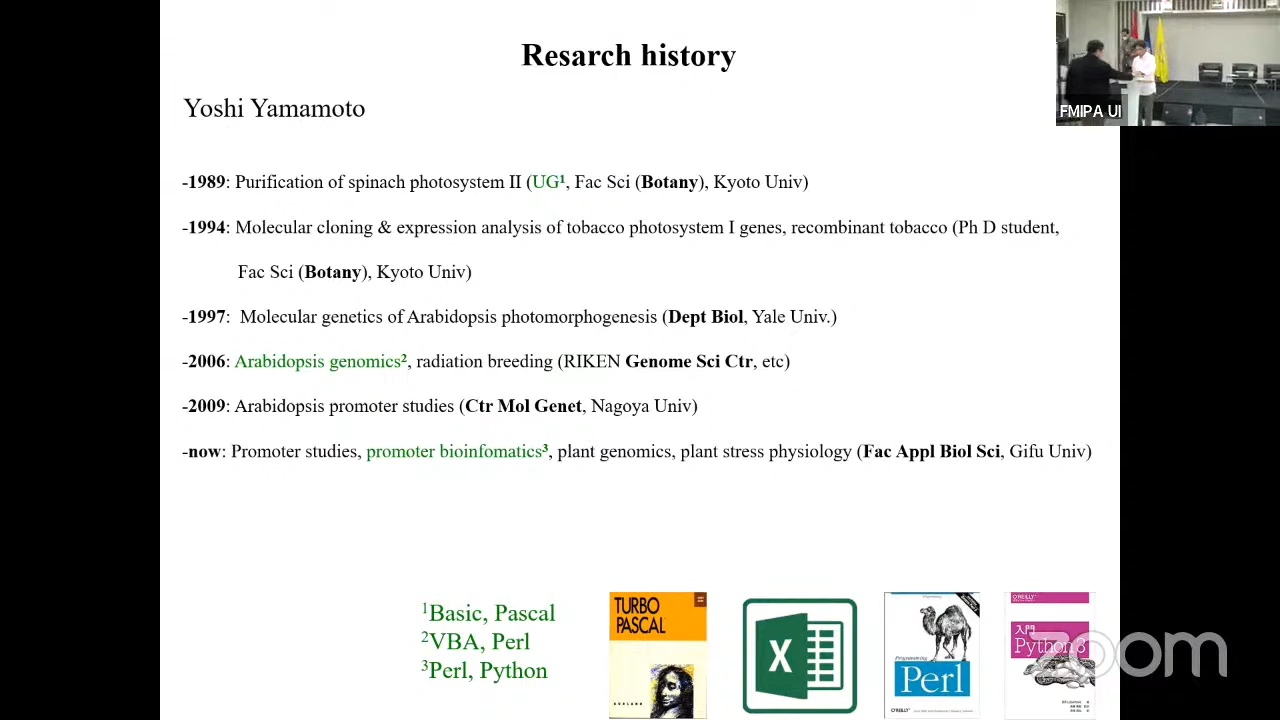 Resarch history
FMIPA UI
Yoshi Yamamoto
-1989: Purification of spinach photosystem II (UG¹, Fac Sci (Botany), Kyoto Univ)
-1994: Molecular cloning & expression analysis of tobacco photosystem I genes, recombinant tobacco (Ph D student,
Fac Sci (Botany), Kyoto Univ)
-1997: Molecular genetics of Arabidopsis photomorphogenesis (Dept Biol, Yale Univ.)
-2006: Arabidopsis genomics², radiation breeding (RIKEN Genome Sci Ctr, etc)
-2009: Arabidopsis promoter studies (Ctr Mol Genet, Nagoya Univ)
-now: Promoter studies, promoter bioinfomatics³, plant genomics, plant stress physiology (Fac Appl Biol Sci, Gifu Univ)
¹Basic, Pascal
²VBA, Perl
³Perl, Python
TURBO
PASCAL
BORLAND
X
Programming
Perl
O'REILLY
O'REILLY
入門
Python 3
zoom